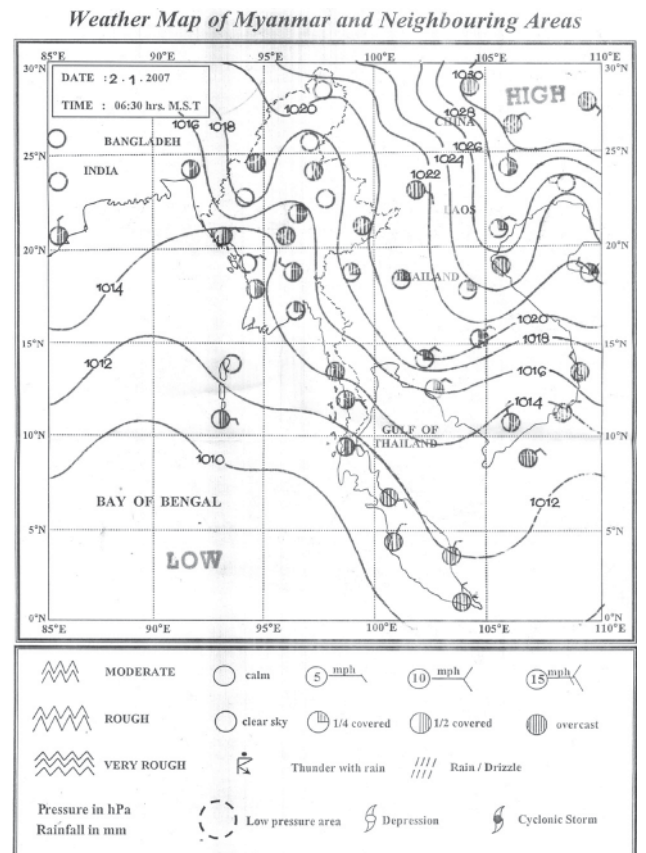 Weather Map of Myanmar and Neighbouring Areas
85°E 90°E 95°E 100°E 105°E 110°E
30°N 30°N
DATE : 2 . 1 . 2007
TIME : 06:30 hrs. M.S.T
1030
HIGH
1020
1016 1018
1028
CHINA
BANGLADEH
1026
25°N 25°N
1024
INDIA
1022
LAOS
20°N 20°N
THAILAND
1014
1020
1018
15°N 15°N
1012
1016
1014
GULF OF
THAILAND
10°N 10°N
1010
BAY OF BENGAL
1012
5°N 5°N
LOW
0°N 0°N
85°E 90°E 95°E 100°E 105°E 110°E
MODERATE calm 5 mph 10 mph 15 mph
ROUGH clear sky 1/4 covered 1/2 covered overcast
VERY ROUGH Thunder with rain Rain / Drizzle
Pressure in hPa
Rainfall in mm
Low pressure area Depression Cyclonic Storm